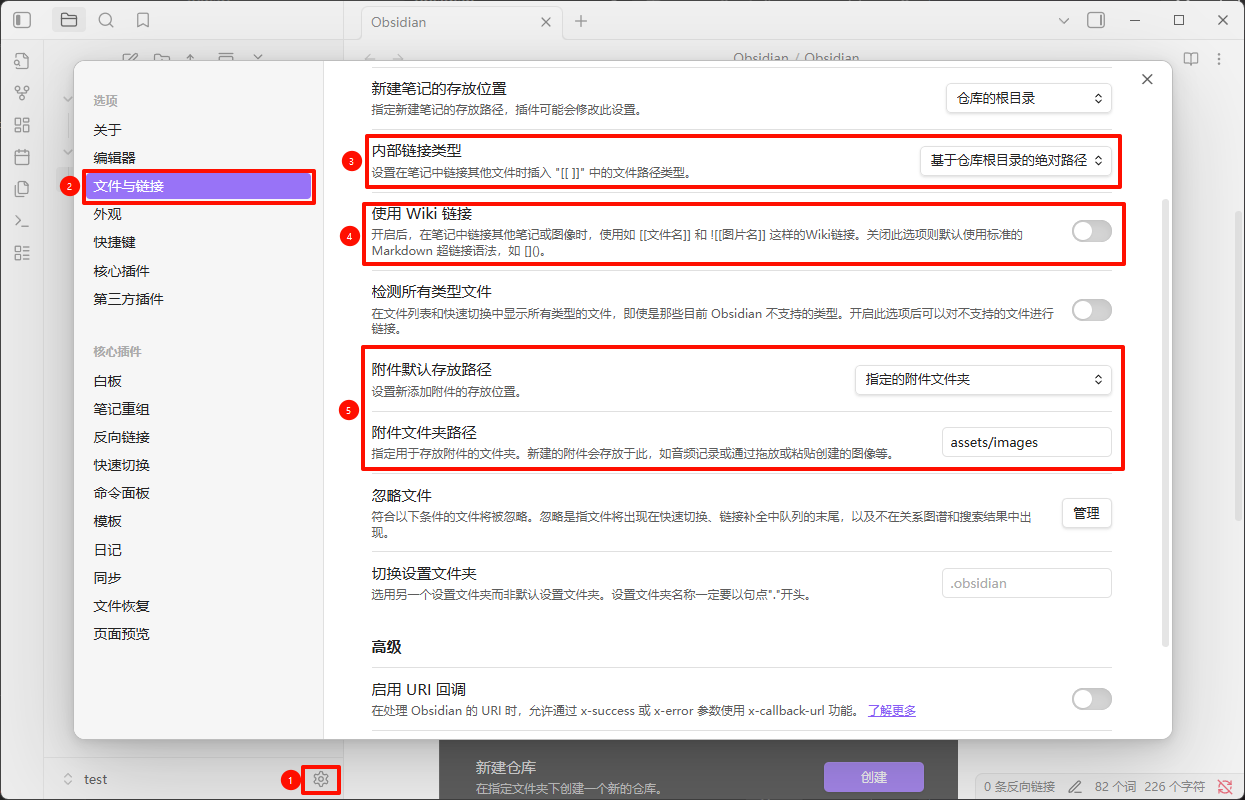 Obsidian
Obsidian / Obsidian
选项
关于
编辑器
2
文件与链接
外观
快捷键
核心插件
第三方插件
核心插件
白板
笔记重组
反向链接
快速切换
命令面板
模板
日记
同步
文件恢复
页面预览
新建笔记的存放位置
指定新建笔记的存放路径，插件可能会修改此设置。
仓库的根目录
3
内部链接类型
设置在笔记中链接其他文件时插入 "[[ ]]" 中的文件路径类型。
基于仓库根目录的绝对路径
4
使用 Wiki 链接
开启后，在笔记中链接其他笔记或图像时，使用如 [[文件名]] 和 ![[图片名]] 这样的Wiki链接。关闭此选项则默认使用标准的
Markdown 超链接语法，如 []()。
检测所有类型文件
在文件列表和快速切换中显示所有类型的文件，即使是那些目前 Obsidian 不支持的类型。开启此选项后可以对不支持的文件进行
链接。
5
附件默认存放路径
设置新添加附件的存放位置。
指定的附件文件夹
附件文件夹路径
指定用于存放附件的文件夹。新建的附件会存放于此，如音频记录或通过拖放或粘贴创建的图像等。
assets/images
忽略文件
符合以下条件的文件将被忽略。忽略是指文件将出现在快速切换、链接补全中队列的末尾，以及不在关系图谱和搜索结果中出
现。
管理
切换设置文件夹
选用另一个设置文件夹而非默认设置文件夹。设置文件夹名称一定要以句点"."开头。
.obsidian
高级
启用 URI 回调
在处理 Obsidian 的 URI 时，允许通过 x-success 或 x-error 参数使用 x-callback-url 功能。 了解更多
test
1
新建仓库
在指定文件夹下创建一个新的仓库。
创建
0 条反向链接
82 个词
226 个字符